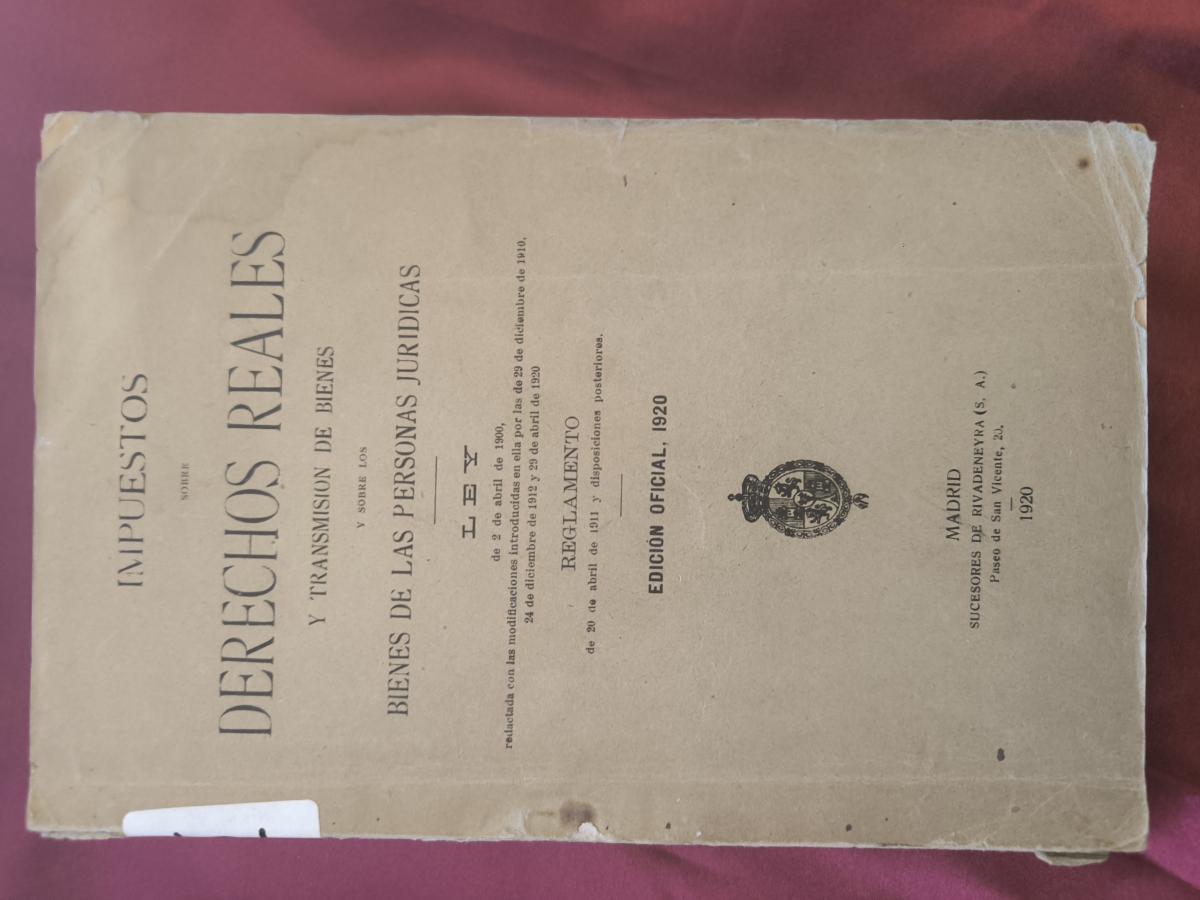 IMPUESTOS
SOBRE
DERECHOS REALES
Y TRANSMISION DE BIENES
Y SOBRE LOS
BIENES DE LAS PERSONAS JURIDICAS
LEY
de 2 de abril de 1900,
redactada con las modificaciones introducidas en ella por las de 29 de diciembre de 1910,
24 de diciembre de 1912 y 29 de abril de 1920
REGLAMENTO
de 20 de abril de 1911 y disposiciones posteriores.
EDICIÓN OFICIAL, 1920
MADRID
SUCESORES DE RIVADENEYRA (S. A.)
Paseo de San Vicente, 20.
1920